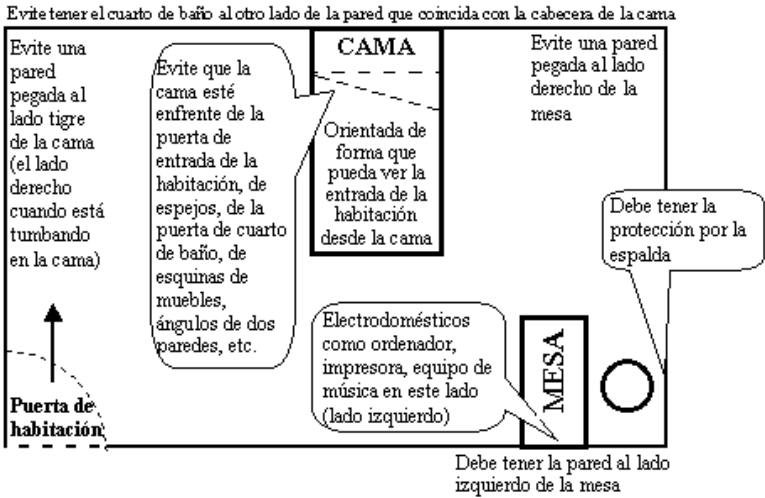 Evite tener el cuarto de baño al otro lado de la pared que coincida con la cabecera de la cama
Evite una
pared
pegada al
lado tigre
de la cama
(el lado
derecho
cuando está
tumbando
en la cama)
Evite que la
cama esté
enfrente de la
puerta de
entrada de la
habitación, de
espejos, de la
puerta de cuarto
de baño, de
esquinas de
muebles,
ángulos de dos
paredes, etc.
CAMA
Orientada de
forma que
pueda ver la
entrada de la
habitación
desde la cama
Evite una pared
pegada al lado
derecho de la
mesa
Debe tener la
protección por la
espalda
Electrodomésticos
como ordenador,
impresora, equipo de
música en este lado
(lado izquierdo)
MESA
Puerta de
habitación
Debe tener la pared al lado
izquierdo de la mesa